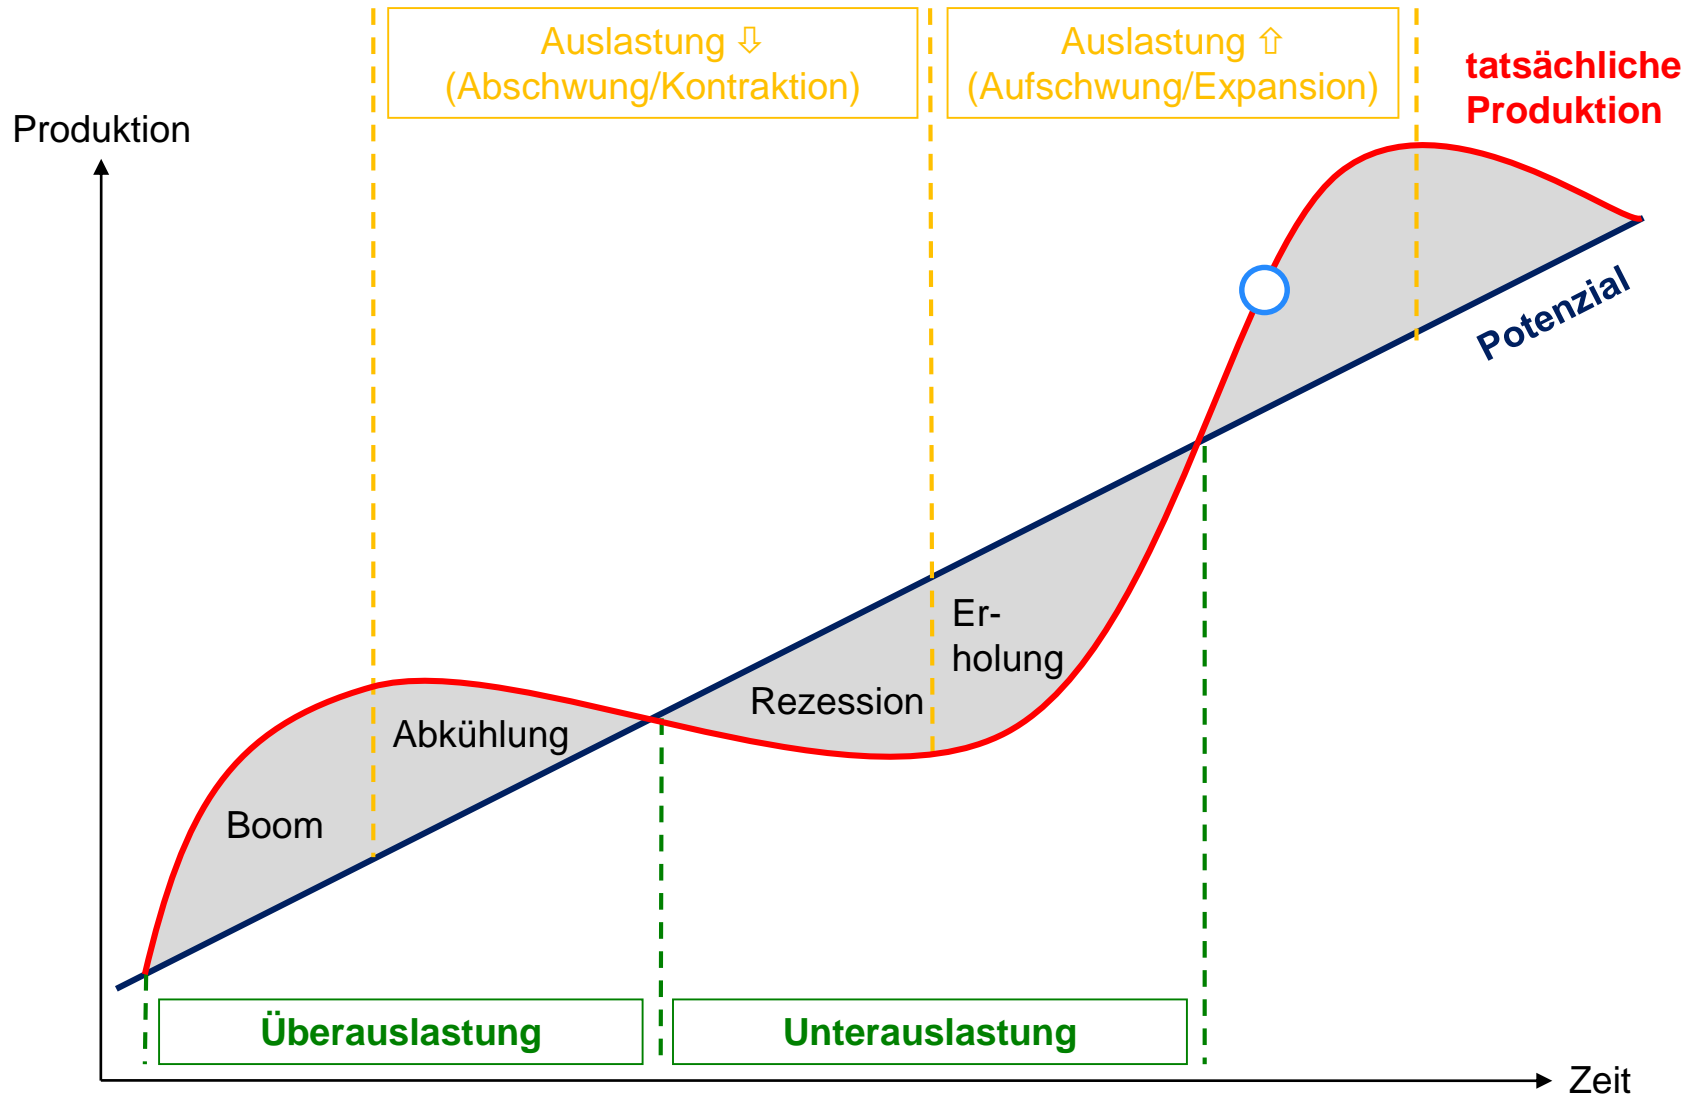 Auslastung ⇩
(Abschwung/Kontraktion)
Auslastung ⇧
(Aufschwung/Expansion)
tatsächliche
Produktion
Produktion
Potenzial
Er-
holung
Rezession
Abkühlung
Boom
Überauslastung
Unterauslastung
Zeit